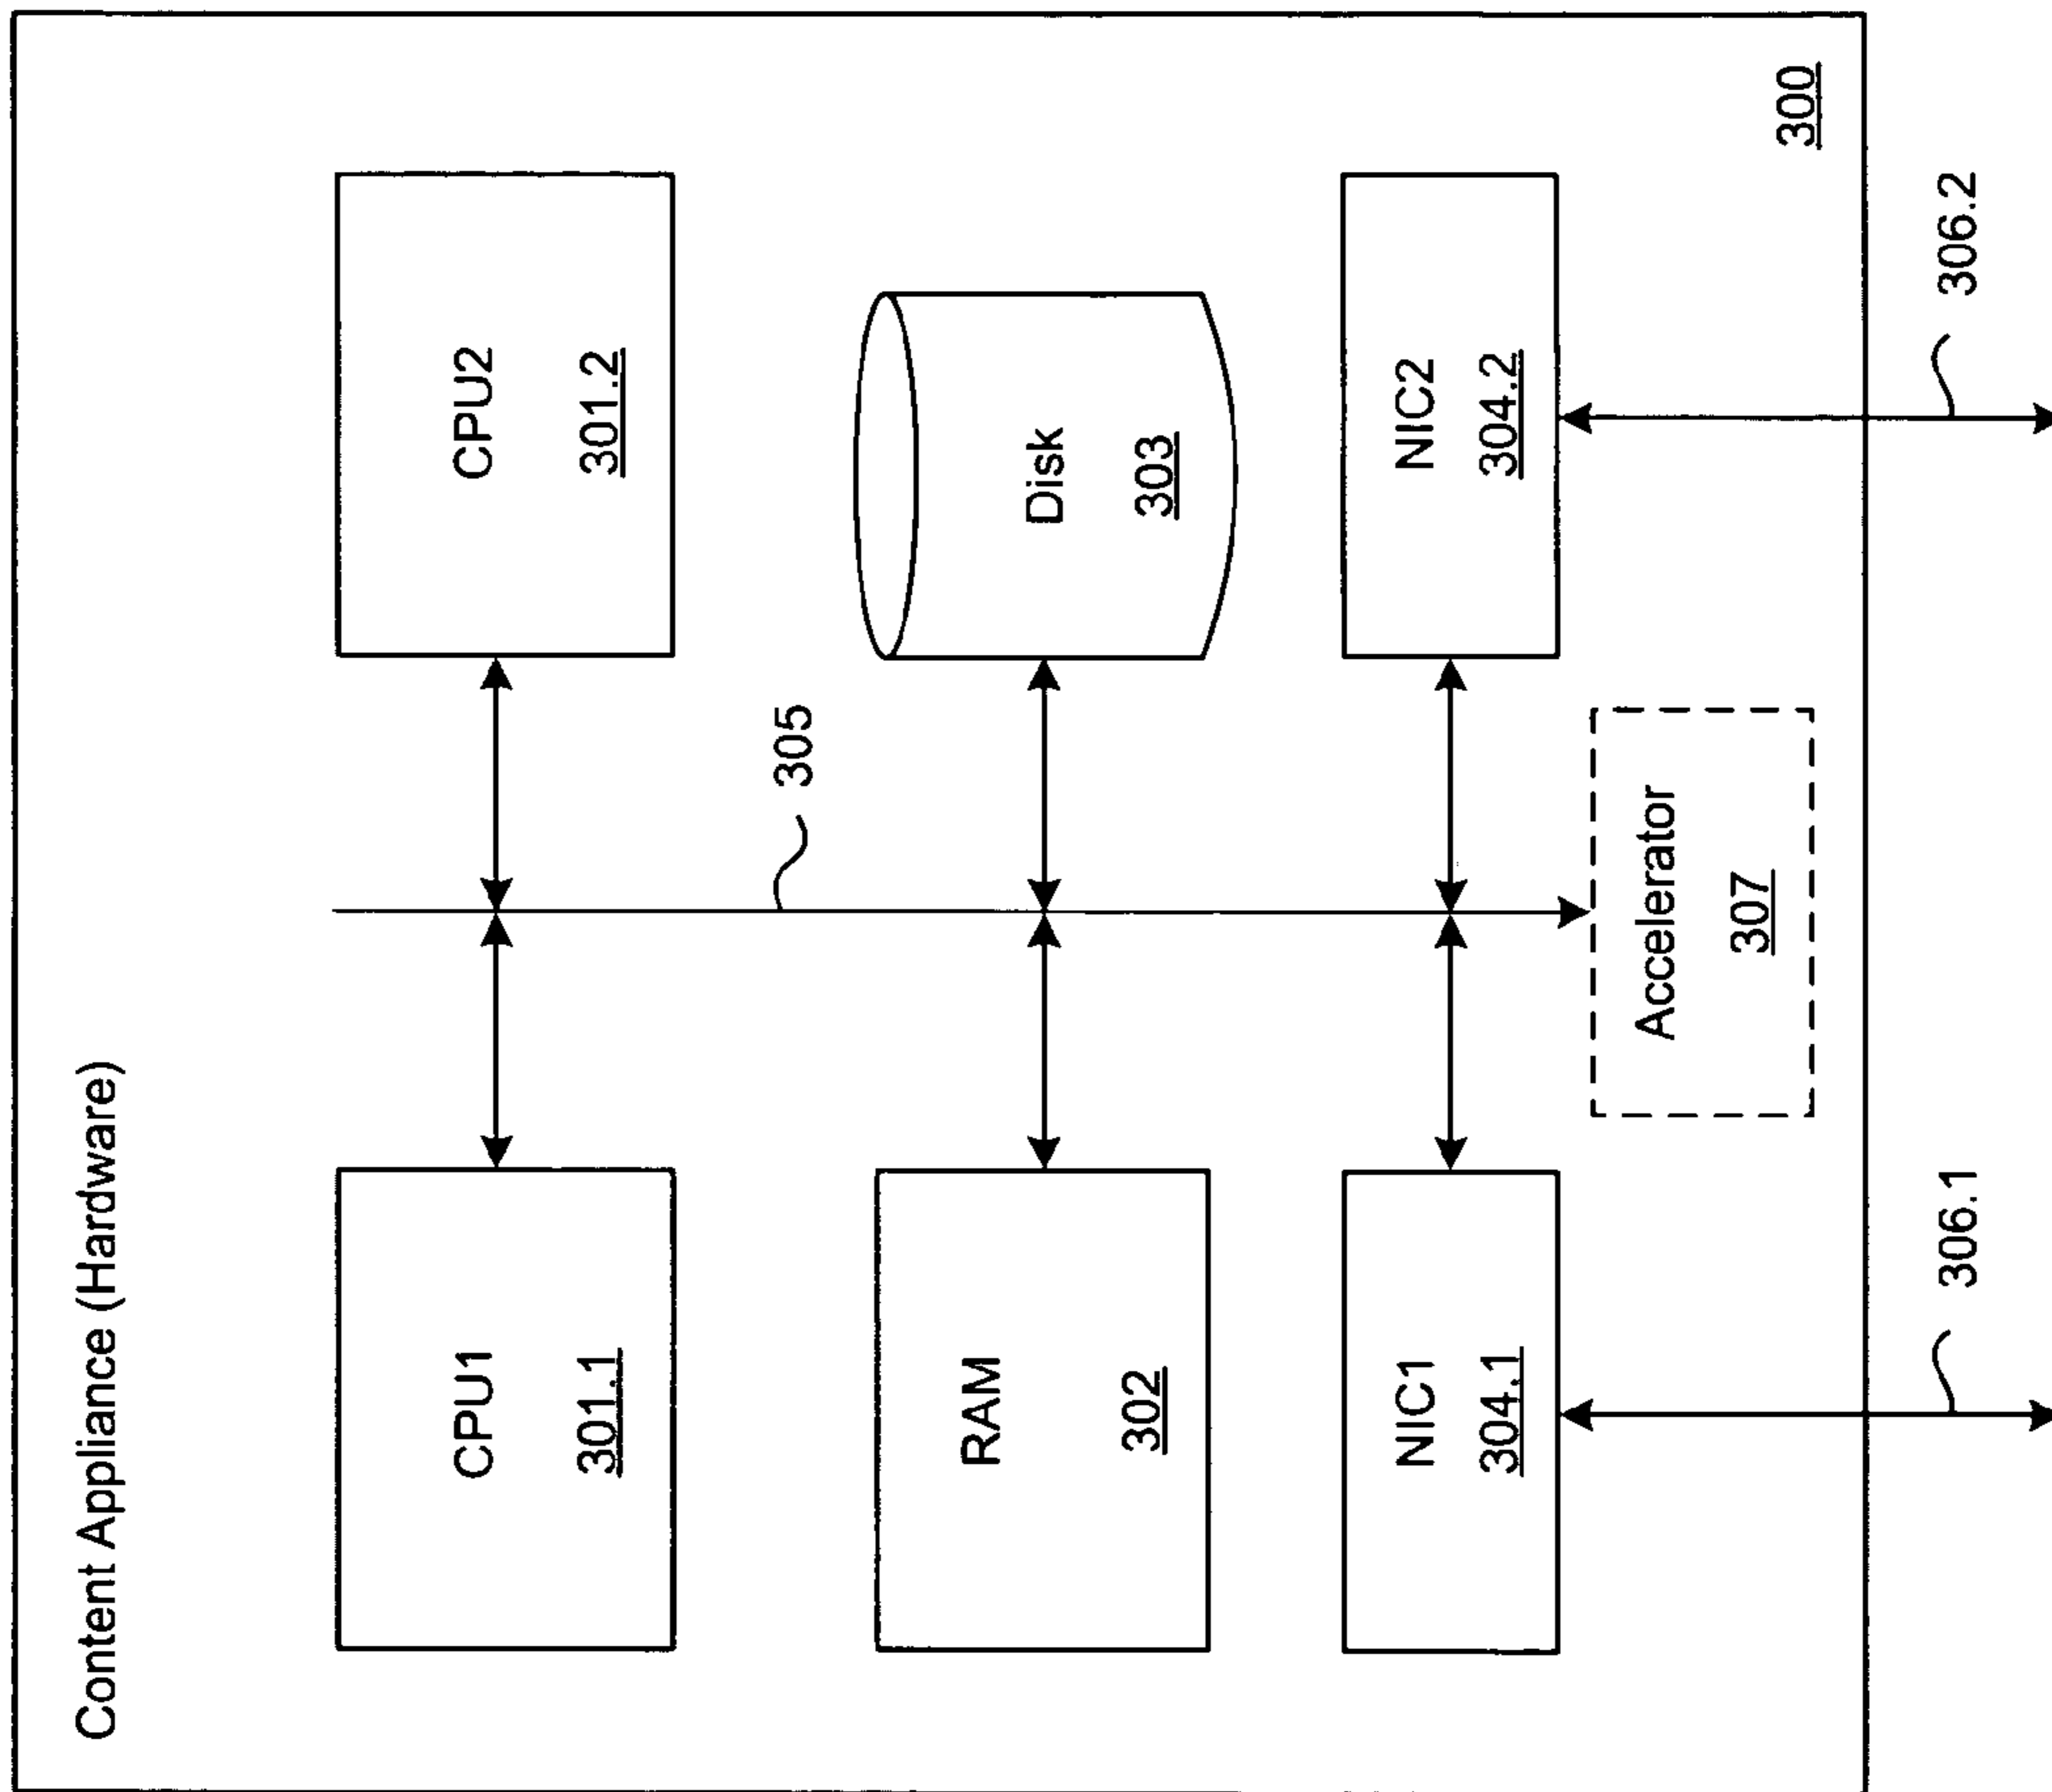 Content Appliance (Hardware)
CPU1
301.1
CPU2
301.2
305
RAM
302
Disk
303
NIC1
304.1
NIC2
304.2
Accelerator
307
300
306.1
306.2